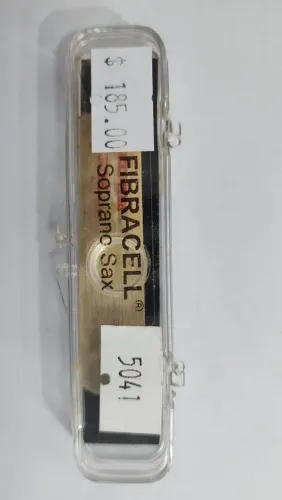 $ 185.00
FIBRACELL®
Soprano Sax
5041